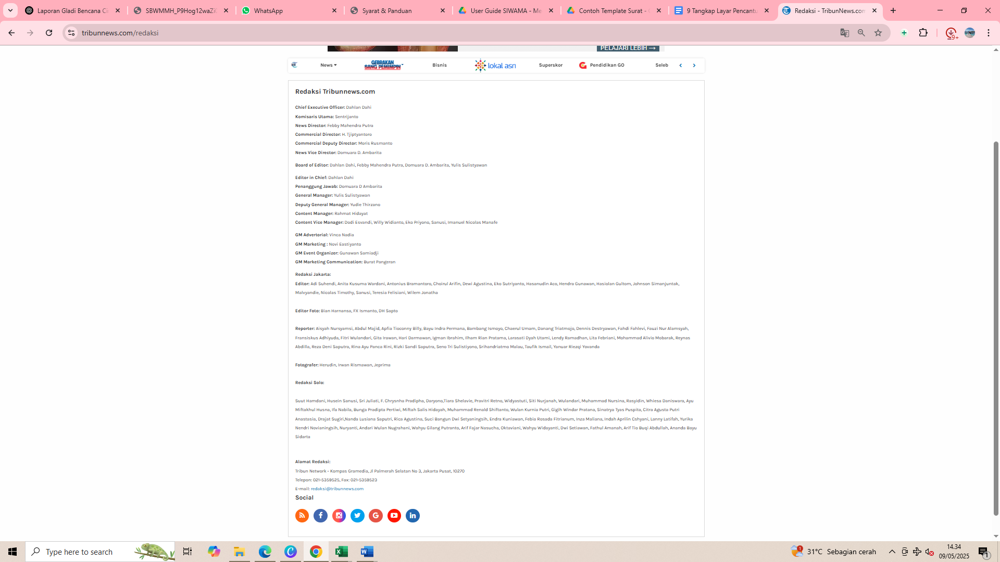 Laporan Gladi Bencana Ci
SBWMMH_P9Hog12waZi
WhatsApp
Syarat & Panduan
User Guide SIWAMA - Me
Contoh Template Surat -
9 Tangkap Layar Pencantu
Redaksi - TribunNews.com
tribunnews.com/redaksi
9+
PELAJARI LEBIH →
News
GEBRAKAN
SANG PEMIMPIN
Bisnis
lokal asri
Superskor
Pendidikan GO
Seleb
Redaksi Tribunnews.com
Chief Executive Officer: Dahlan Dahi
Komisaris Utama: Sentrijanto
News Director: Febby Mahendra Putra
Commercial Director: H. Tjiptyantoro
Commercial Deputy Director: Moris Rusmanto
News Vice Director: Domuara D. Ambarita
Board of Editor: Dahlan Dahi, Febby Mahendra Putra, Domuara D. Ambarita, Yulis Sulistyawan
Editor in Chief: Dahlan Dahi
Penanggung Jawab: Domuara D Ambarita
General Manager: Yulis Sulistyawan
Deputy General Manager: Yudie Thirzano
Content Manager: Rahmat Hidayat
Content Vice Manager: Dodi Esvandi, Willy Widianto, Eko Priyono, Sanusi, Imanuel Nicolas Manafe
GM Advertorial: Vinca Nadia
GM Marketing : Novi Eastiyanto
GM Event Organizer: Gunawan Samiadji
GM Marketing Communication: Burat Pangeran
Redaksi Jakarta:
Editor: Adi Suhendi, Anita Kusuma Wardani, Antonius Bramantoro, Choirul Arifin, Dewi Agustina, Eko Sutriyanto, Hasanudin Aco, Hendra Gunawan, Hasiolan Gultom, Johnson Simanjuntak,
Malvyandie, Nicolas Timothy, Sanusi, Teresia Felisiani, Wilem Jonatha
Editor Foto: Bian Harnansa, FX Ismanto, DH Sapto
Reporter: Aisyah Nursyamsi, Abdul Majid, Apfia Tioconny Billy, Bayu Indra Permana, Bambang Ismoyo, Chaerul Umam, Danang Triatmojo, Dennis Destryawan, Fahdi Fahlevi, Fauzi Nur Alamsyah,
Fransiskus Adhiyuda, Fitri Wulandari, Gita Irawan, Hari Darmawan, Igman Ibrahim, Ilham Rian Pratama, Larasati Dyah Utami, Lendy Ramadhan, Lita Febriani, Mohammad Alivio Mobarak, Reynas
Abdilla, Reza Deni Saputra, Rina Ayu Panca Rini, Rizki Sandi Saputra, Seno Tri Sulistiyono, Srihandriatmo Malau, Taufik Ismail, Yanuar Riezqi Yovanda
Fotografer: Herudin, Irwan Rismawan, Jeprima
Redaksi Solo:
Suut Hamdani, Husein Sanusi, Sri Juliati, F. Chrysnha Pradipha, Daryono,Tiara Shelavie, Pravitri Retno, Widyastuti, Siti Nurjanah, Wulandari, Muhammad Nursina, Rasyidin, Whiesa Daniswara, Ayu
Miftakhul Husna, Ifa Nabila, Bunga Pradipta Pertiwi, Miftah Salis Hidayah, Muhammad Renald Shiftanto, Wulan Kurnia Putri, Gigih Windar Pratana, Sinatrya Tyas Puspita, Citra Agusta Putri
Anastasia, Drajat Sugiri,Nanda Lusiana Saputri, Rica Agustina, Suci Bangun Dwi Setyaningsih, Endra Kuniawan, Febia Rosada Fitrianum, Inza Maliana, Indah Aprilin Cshyani, Lanny Latifah, Yurika
Nendri Novianingsih, Nuryanti, Andari Wulan Nugrahani, Wahyu Gilang Putranto, Arif Fajar Nasucha, Oktaviani, Wahyu Widayanti, Dwi Setiawan, Fathul Amanah, Arif Tio Buqi Abdullah, Ananda Bayu
Sidarta
Alamat Redaksi:
Tribun Network - Kompas Gramedia, Jl Palmerah Selatan No 3, Jakarta Pusat, 10270
Telepon: 021-5359525, Fax: 021-5359523
E-mail: redaksi@tribunnews.com
Social
Type here to search
1
31°C Sebagian cerah
14.34
09/05/2025
1